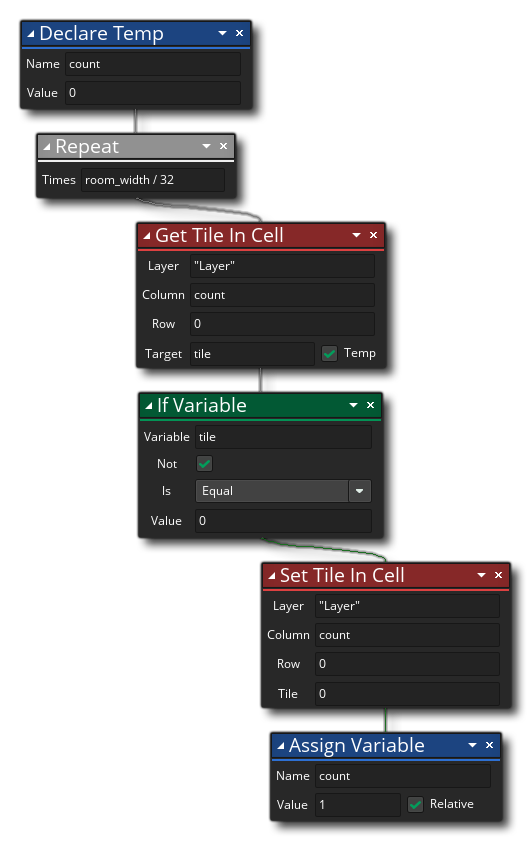 Declare Temp
Name count
Value 0
Repeat
Times room_width / 32
Get Tile In Cell
Layer "Layer"
Column count
Row 0
Target tile Temp
If Variable
Variable tile
Not
Is Equal
Value 0
Set Tile In Cell
Layer "Layer"
Column count
Row 0
Tile 0
Assign Variable
Name count
Value 1 Relative